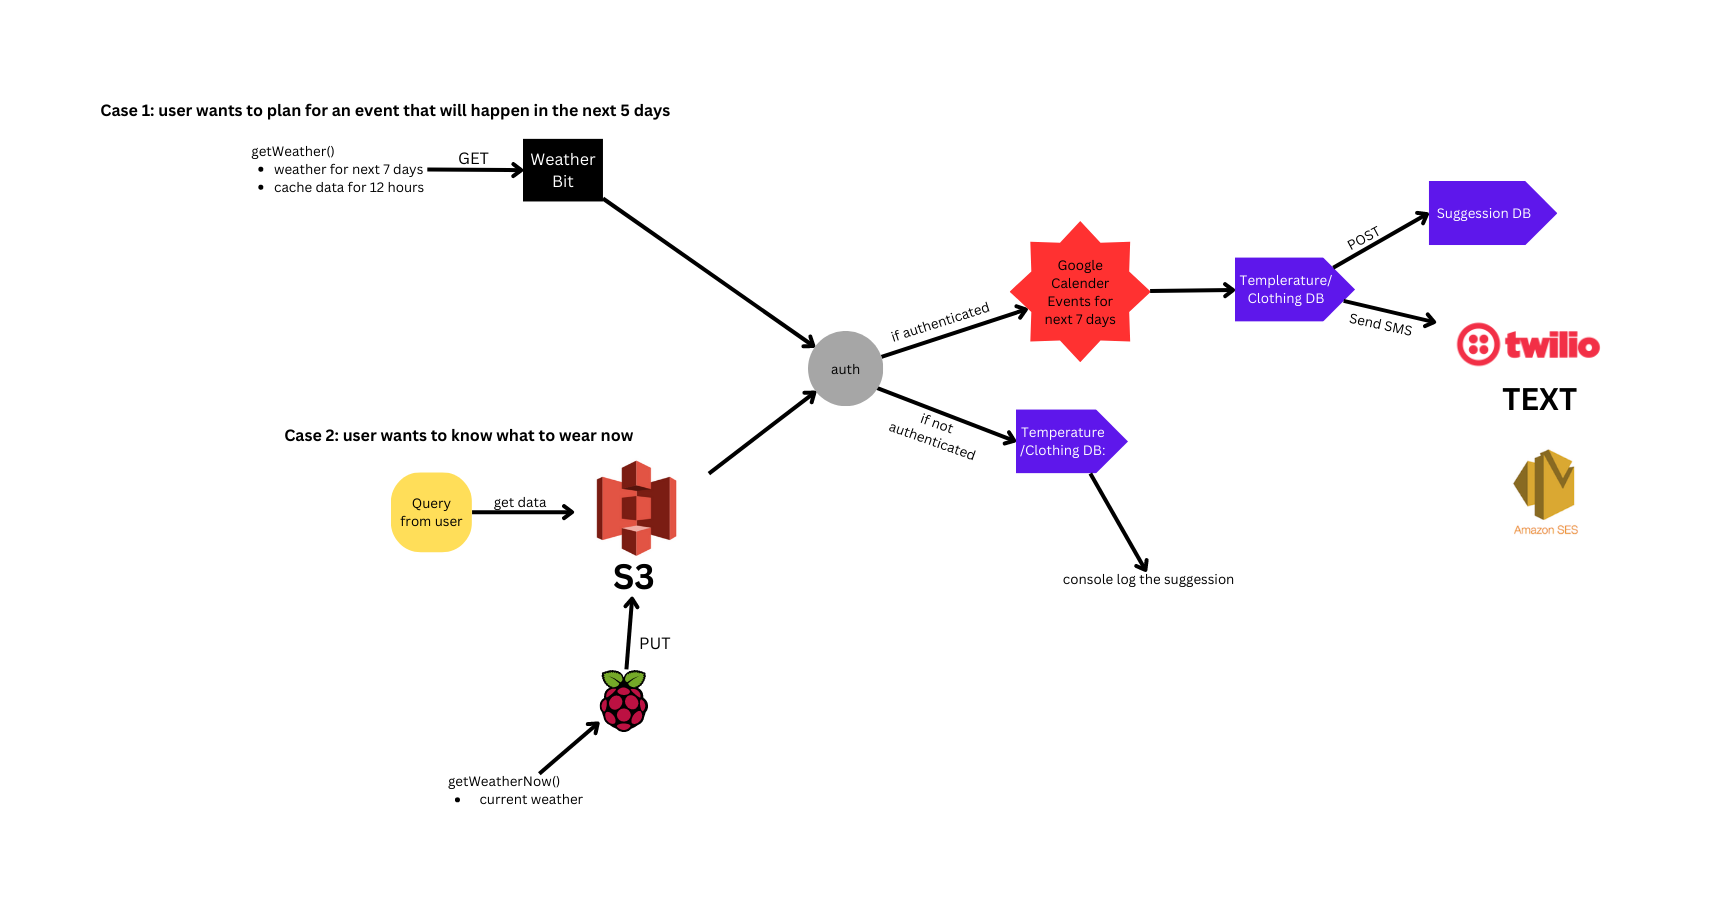 Case 1: user wants to plan for an event that will happen in the next 5 days
getWeather()
• weather for next 7 days
• cache data for 12 hours
GET
Weather
Bit
auth
if authenticated
if not
authenticated
Google
Calender
Events for
next 7 days
Templerature/
Clothing DB
POST
Suggession DB
Send SMS
twilio
TEXT
Amazon SES
Temperature
/Clothing DB:
console log the suggession
Case 2: user wants to know what to wear now
Query
from user
get data
S3
PUT
getWeatherNow()
• current weather